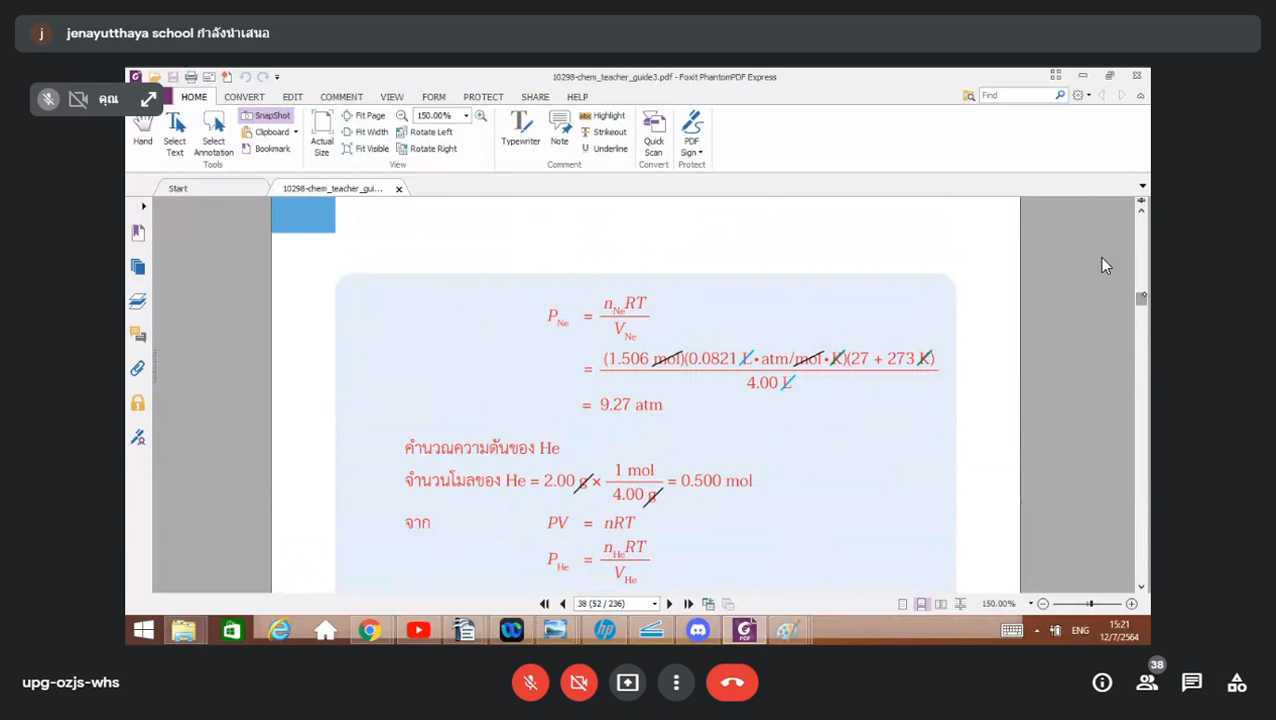 j jenayutthaya school กำลังนำเสนอ
10298-chem_teacher_guide3.pdf - Foxit PhantomPDF Express
คุณ
HOME CONVERT EDIT COMMENT VIEW FORM PROTECT SHARE HELP
Find
Hand
Select Text
Select Annotation
SnapShot
Clipboard
Bookmark
Tools
Actual Size
Fit Page
Fit Width
Fit Visible
150.00%
Rotate Left
Rotate Right
View
Typewriter
Note
Highlight
Strikeout
Underline
Comment
Quick Scan
Convert
PDF Sign
Protect
Start
10298-chem_teacher_gui...
P_Ne = n_Ne RT / V_Ne
= (1.506 mol)(0.0821 L•atm/mol•K)(27 + 273 K) / 4.00 L
= 9.27 atm
คำนวณความดันของ He
จำนวนโมลของ He = 2.00 g × 1 mol / 4.00 g = 0.500 mol
จาก PV = nRT
P_He = n_He RT / V_He
38 (52 / 236)
150.00%
ENG
15:21
12/7/2564
upg-ozjs-whs
38